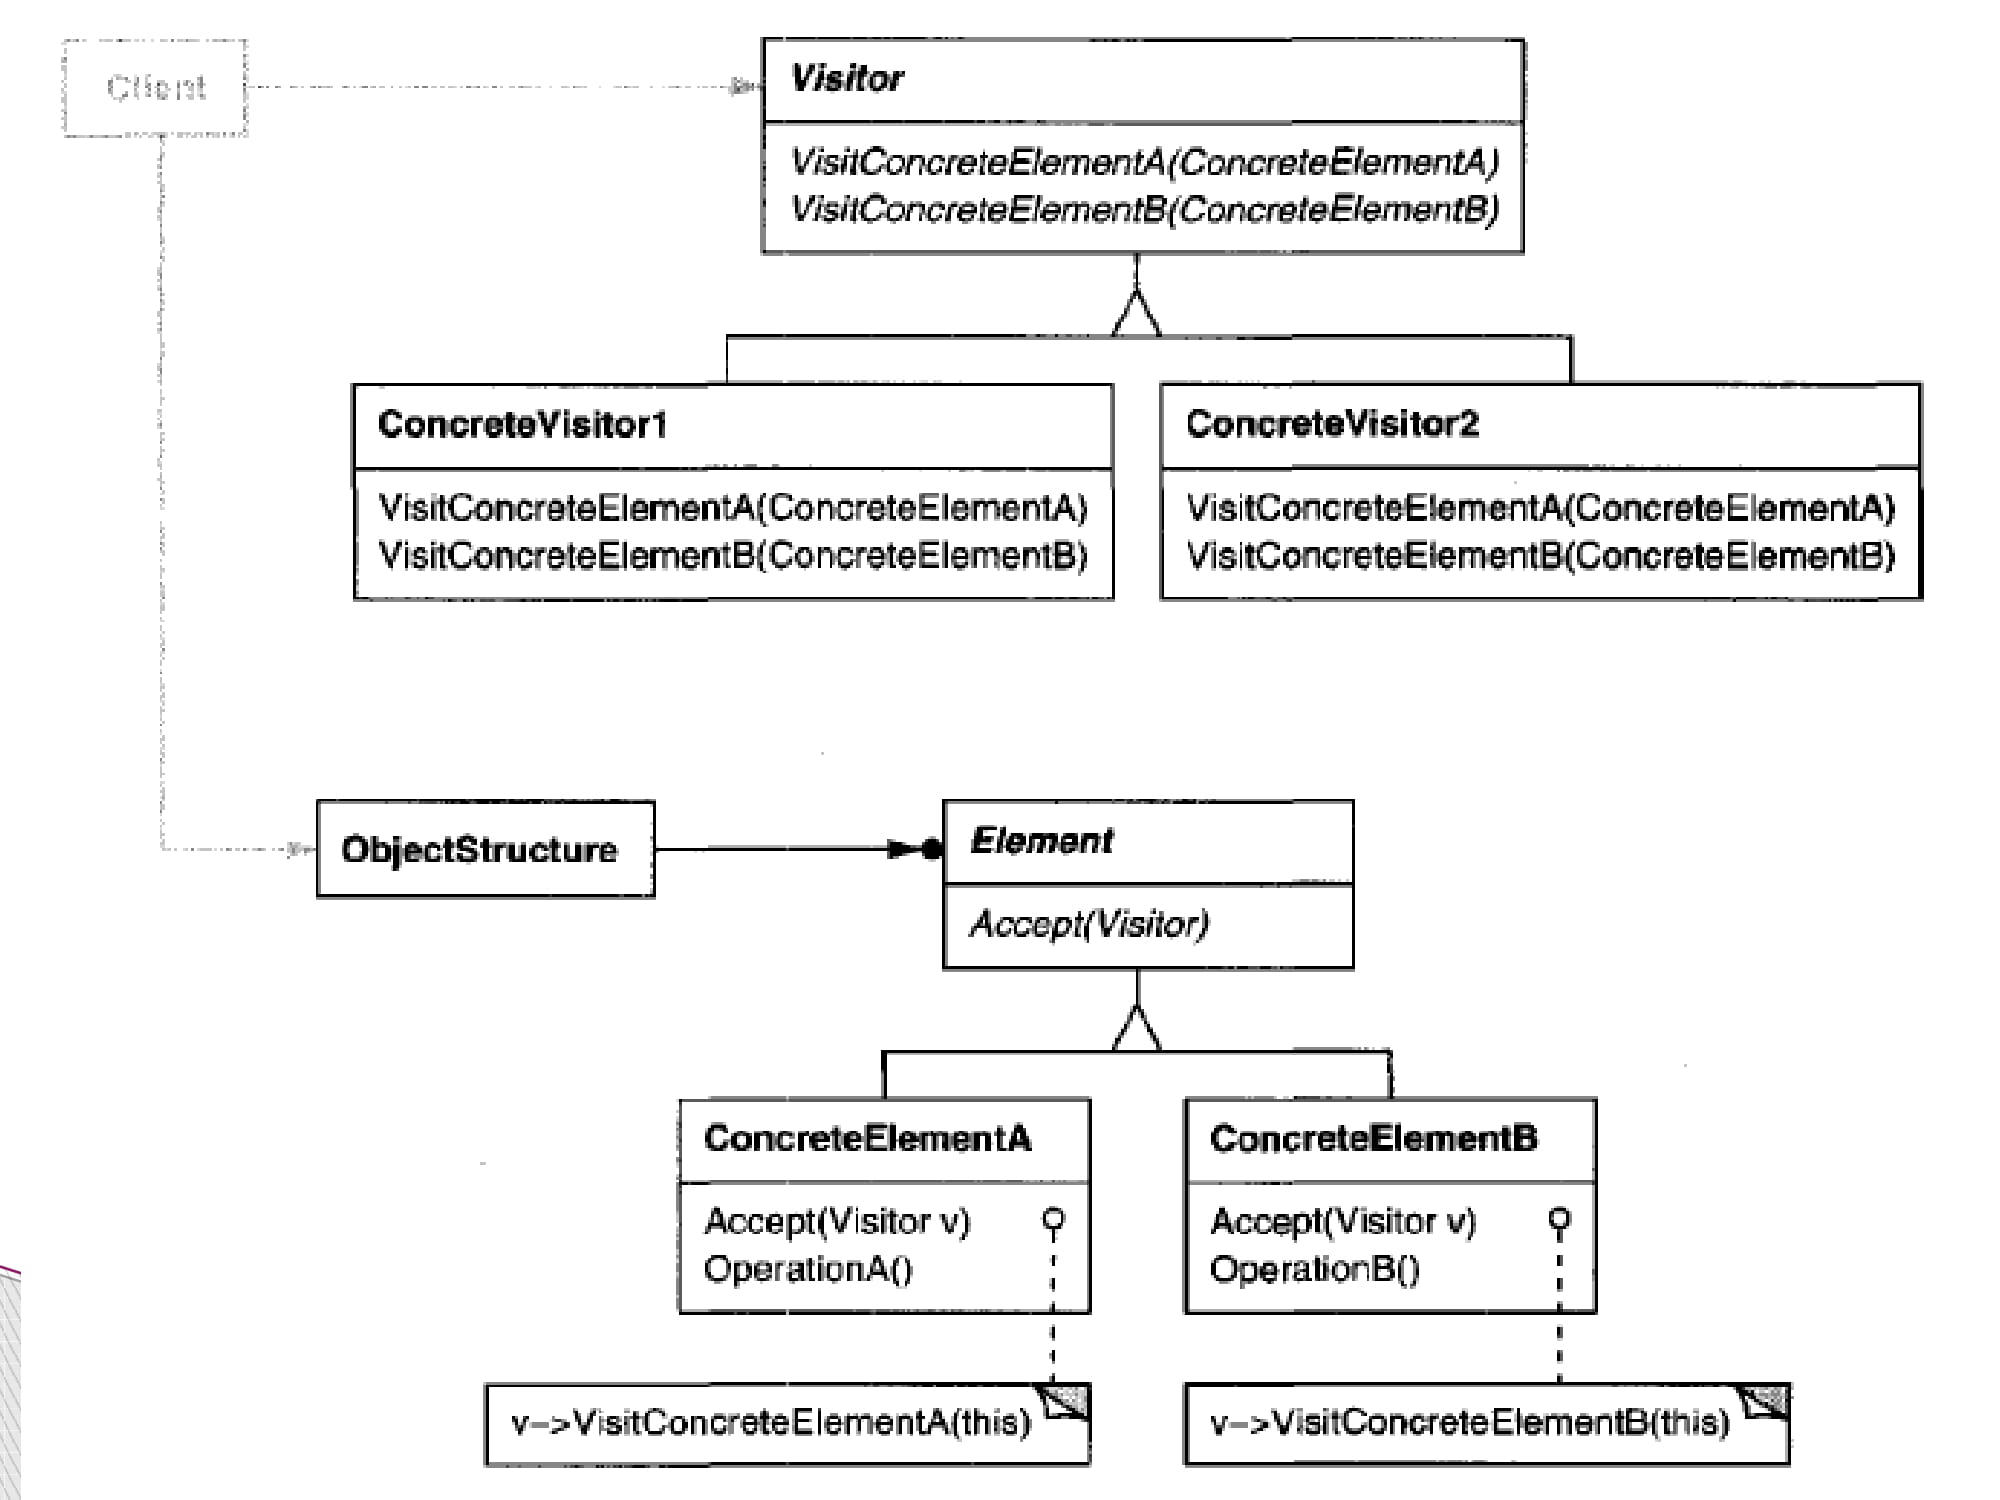 Client
Visitor
VisitConcreteElementA(ConcreteElementA)
VisitConcreteElementB(ConcreteElementB)
ConcreteVisitor1
VisitConcreteElementA(ConcreteElementA)
VisitConcreteElementB(ConcreteElementB)
ConcreteVisitor2
VisitConcreteElementA(ConcreteElementA)
VisitConcreteElementB(ConcreteElementB)
ObjectStructure
Element
Accept(Visitor)
ConcreteElementA
Accept(Visitor v)
OperationA()
ConcreteElementB
Accept(Visitor v)
OperationB()
v–>VisitConcreteElementA(this)
v–>VisitConcreteElementB(this)